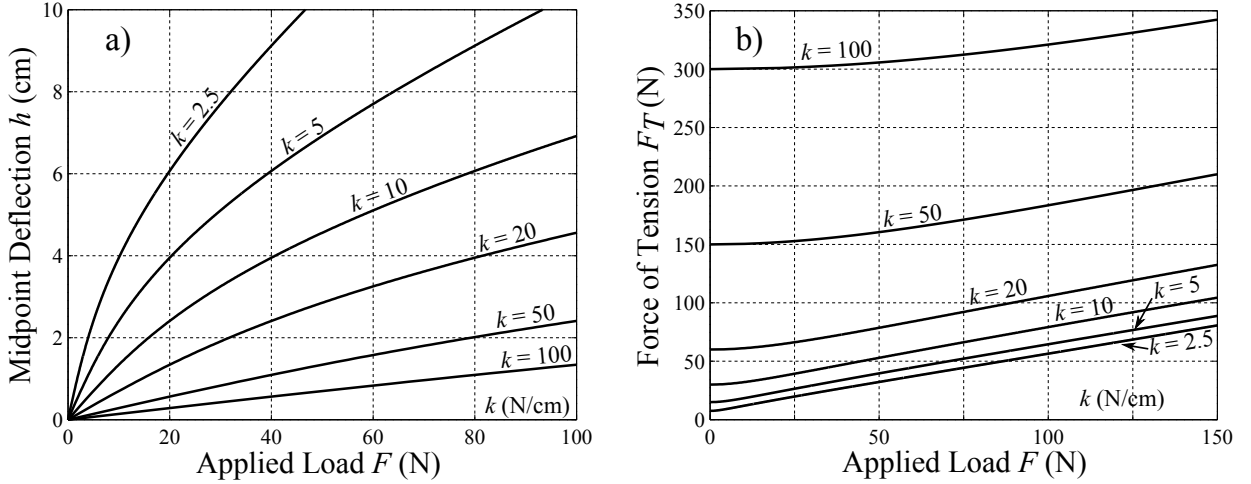 a)
Midpoint Deflection h (cm)
10
8
6
4
2
0
k = 2.5
k = 5
k = 10
k = 20
k = 50
k = 100
k (N/cm)
0 20 40 60 80 100
Applied Load F (N)
b)
Force of Tension FT (N)
350
300
250
200
150
100
50
0
k = 100
k = 50
k = 20
k = 10
k = 5
k = 2.5
k (N/cm)
0 50 100 150
Applied Load F (N)